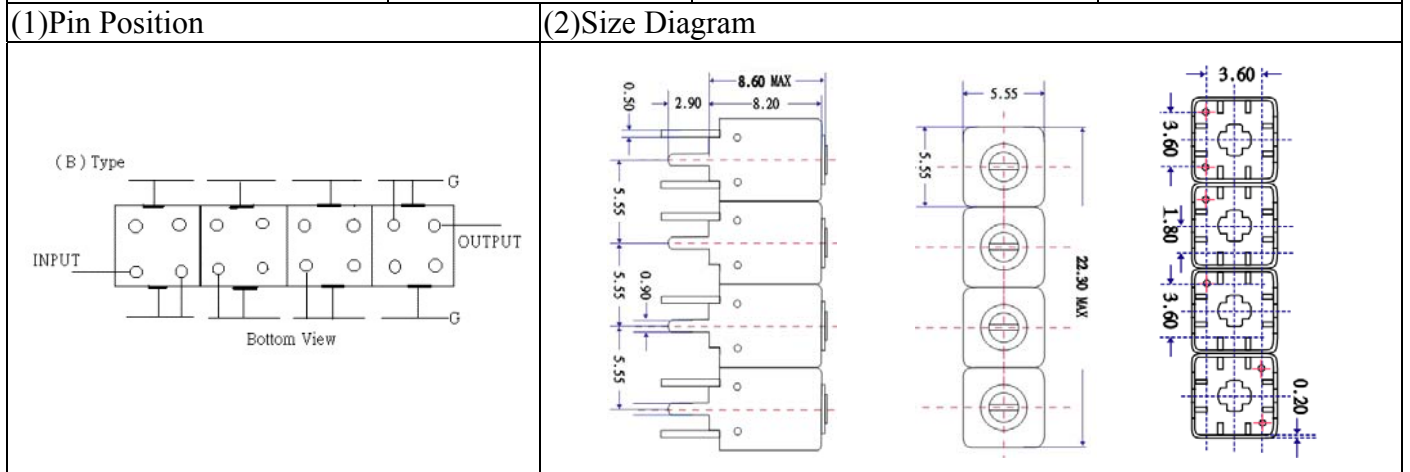 (1)Pin Position
(2)Size Diagram
( B ) Type
G
INPUT
OUTPUT
G
Bottom View
8.60 MAX
0.50
2.90
8.20
5.55
5.55
0.90
5.55
5.55
5.55
22.30 MAX
3.60
3.60
1.80
3.60
0.20